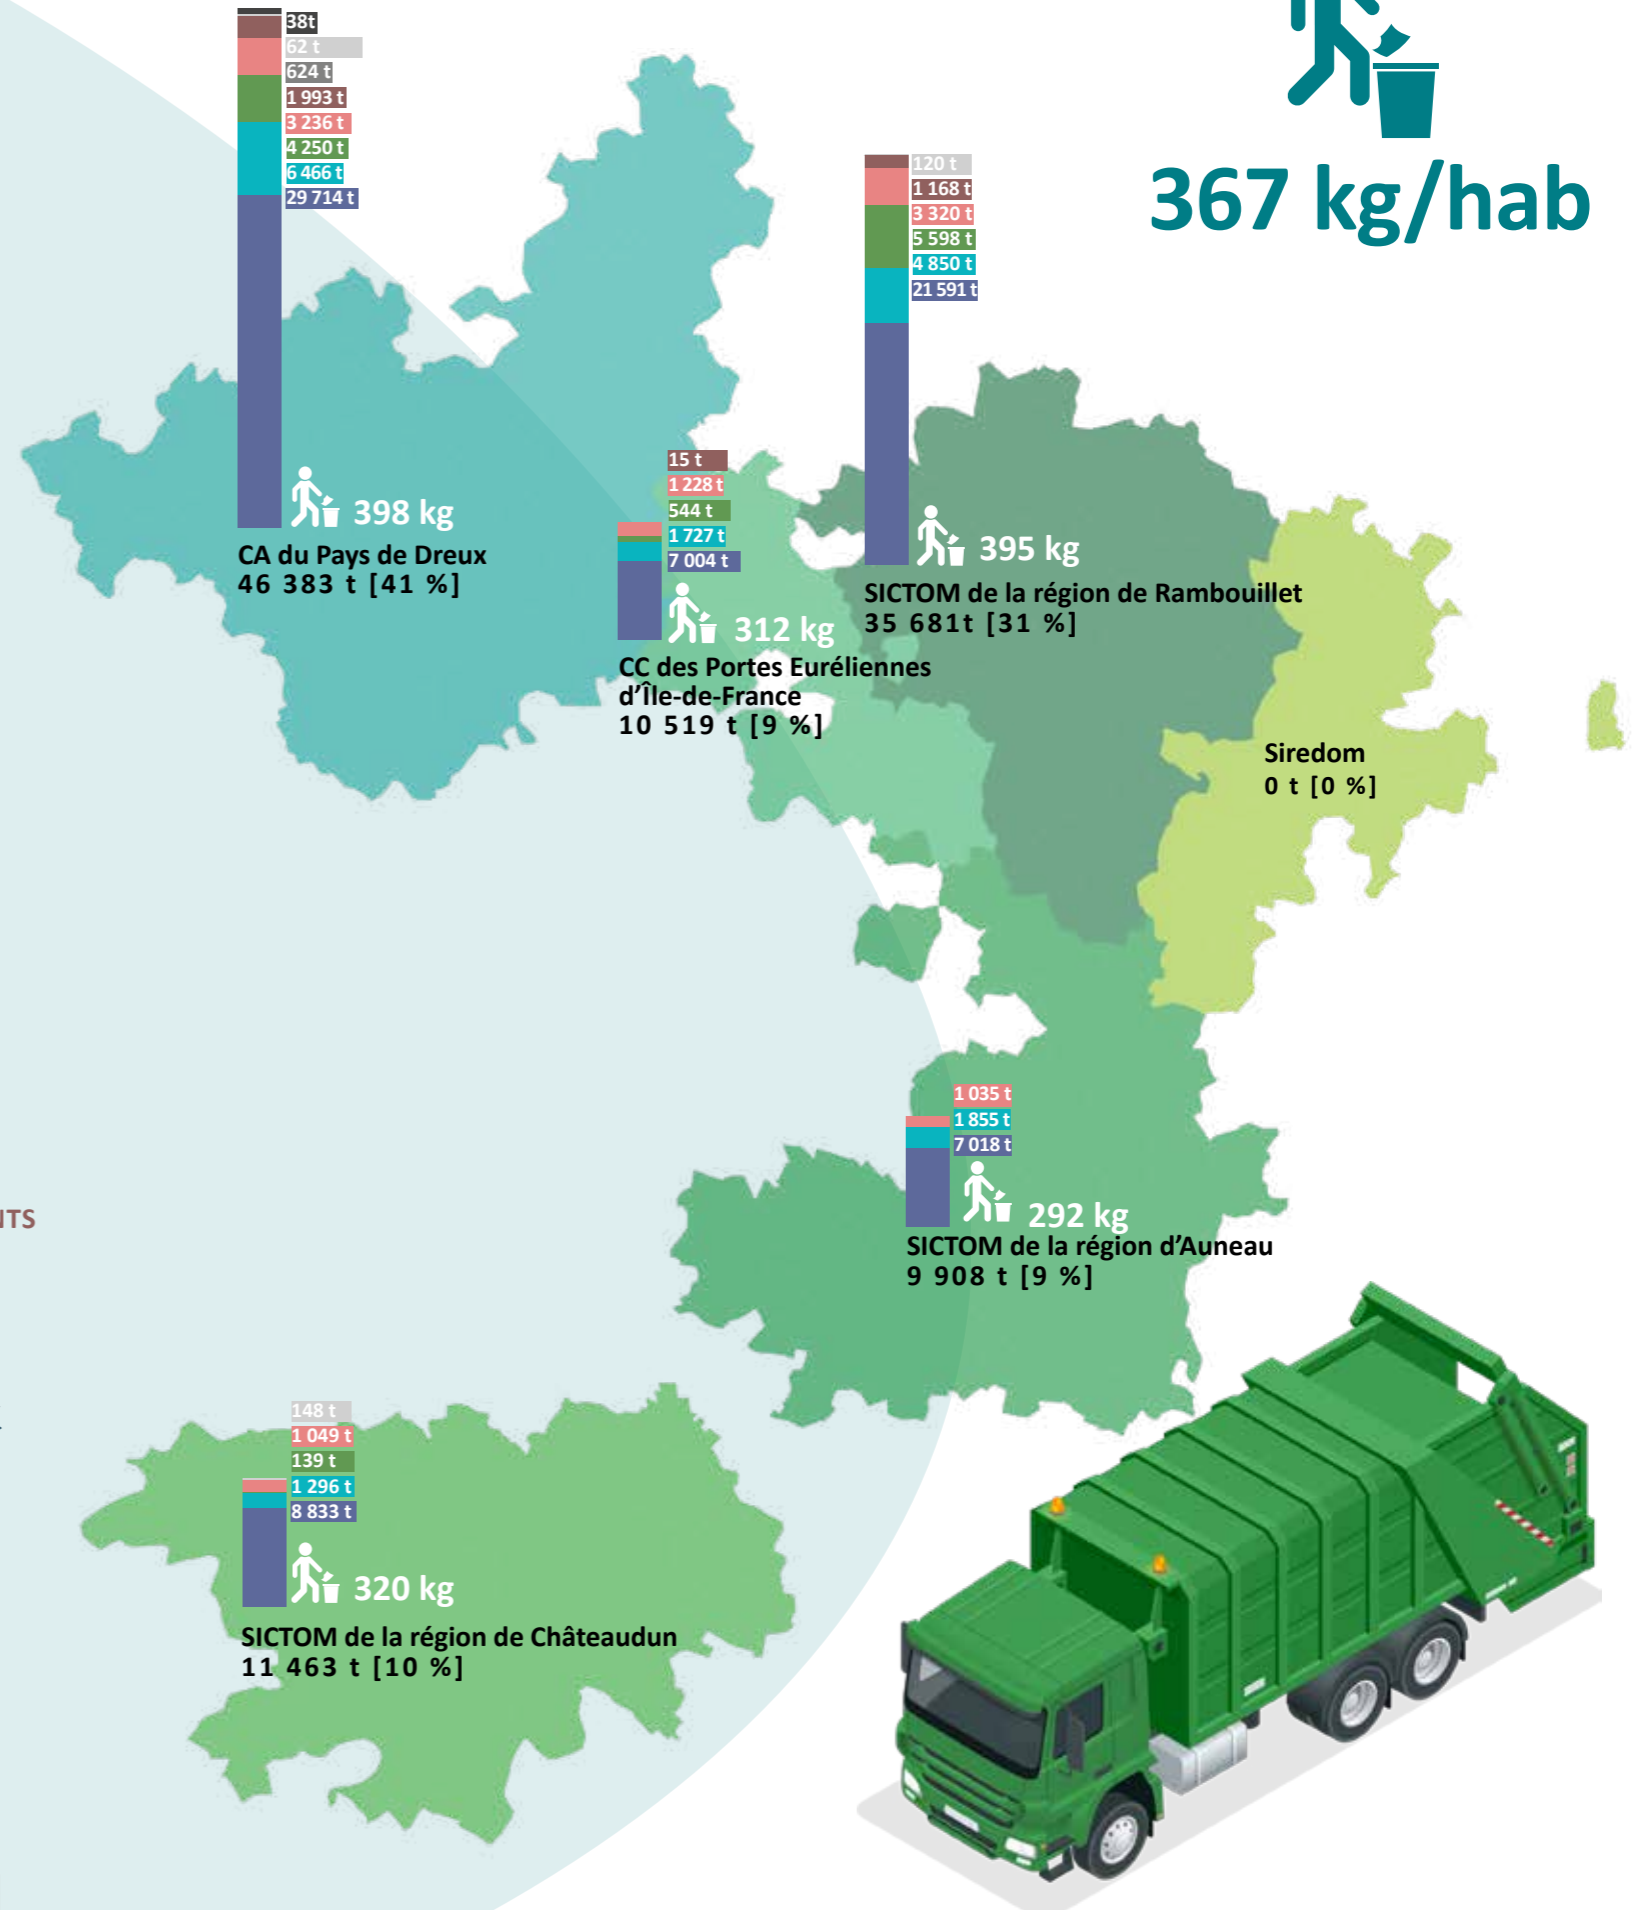 38t
62 t
624 t
1 993 t
3 236 t
4 250 t
6 466 t
29 714 t
398 kg
CA du Pays de Dreux
46 383 t [41 %]
367 kg/hab
120 t
1 168 t
3 320 t
5 598 t
4 850 t
21 591 t
395 kg
SICTOM de la région de Rambouillet
35 681t [31 %]
15 t
1 228 t
544 t
1 727 t
7 004 t
312 kg
CC des Portes Euréliennes
d'Île-de-France
10 519 t [9 %]
Siredom
0 t [0 %]
1 035 t
1 855 t
7 018 t
292 kg
SICTOM de la région d'Auneau
9 908 t [9 %]
NTS
148 t
1 049 t
139 t
1 296 t
8 833 t
320 kg
SICTOM de la région de Châteaudun
11 463 t [10 %]